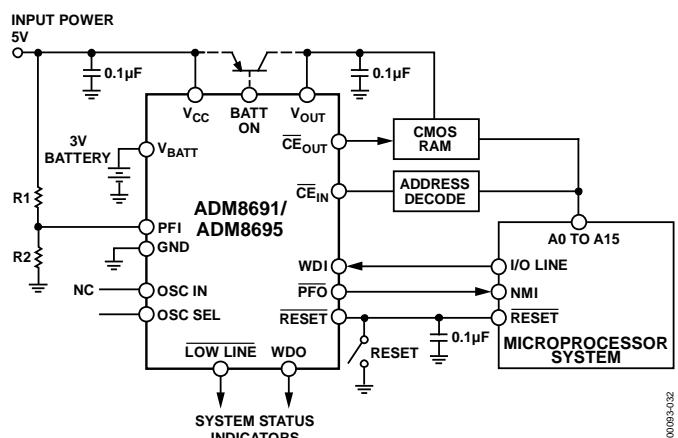 INPUT POWER
5V
0.1µF
0.1µF
VCC
BATT
ON
VOUT
3V
BATTERY
VBATT
CEOUT
CMOS
RAM
R1
CEIN
ADDRESS
DECODE
ADM8691/
ADM8695
A0 TO A15
PFI
R2
GND
WDI
I/O LINE
NC
OSC IN
PFO
NMI
OSC SEL
RESET
RESET
0.1µF
RESET
MICROPROCESSOR
SYSTEM
LOW LINE
WDO
SYSTEM STATUS
INDICATORS
00093-032